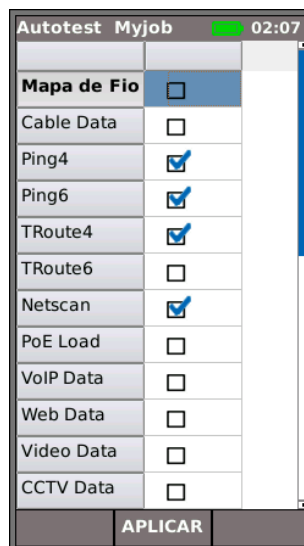 Autotest Myjob 02:07
Mapa de Fio
Cable Data
Ping4
Ping6
TRoute4
TRoute6
Netscan
PoE Load
VoIP Data
Web Data
Video Data
CCTV Data
APLICAR